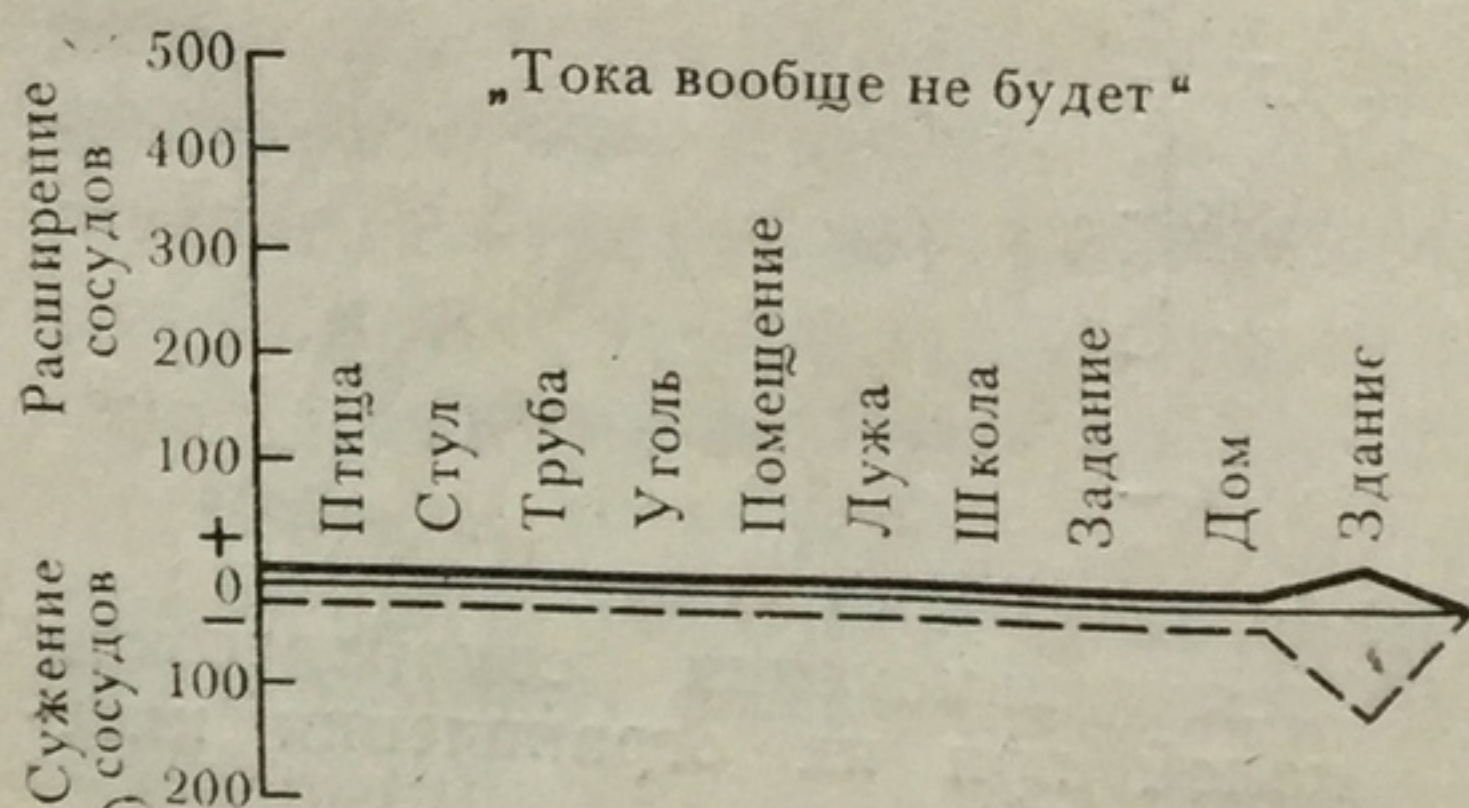 „Тока вообще не будет“
Расширение
сосудов
500
400
300
200
100
+
0
—
100
200
Сужение
сосудов
Птица
Стул
Труба
Уголь
Помещение
Лужа
Школа
Задание
Дом
Здание